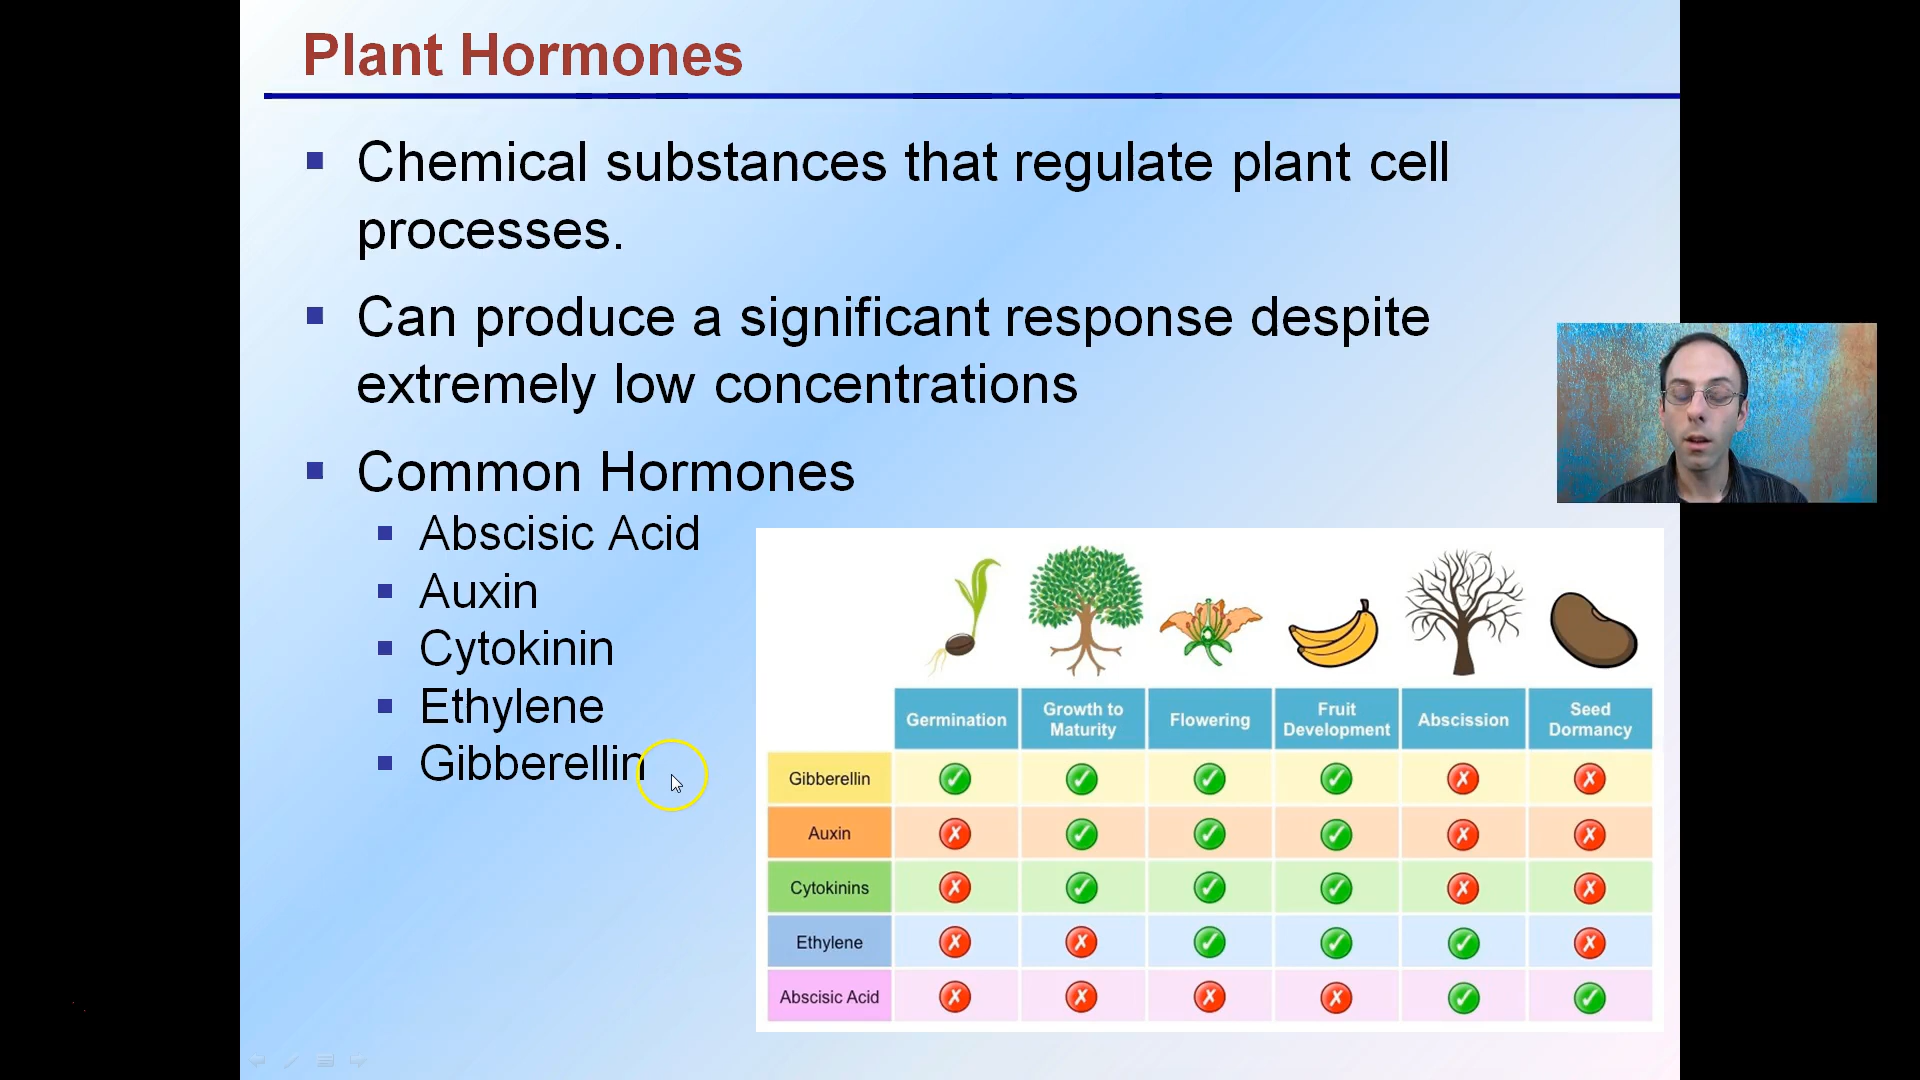 Plant Hormones
Chemical substances that regulate plant cell
processes.
Can produce a significant response despite
extremely low concentrations
Common Hormones
Abscisic Acid
Auxin
Cytokinin
Ethylene
Gibberellin
Germination
Growth to
Maturity
Flowering
Fruit
Development
Abscission
Seed
Dormancy
Gibberellin
Auxin
Cytokinins
Ethylene
Abscisic Acid